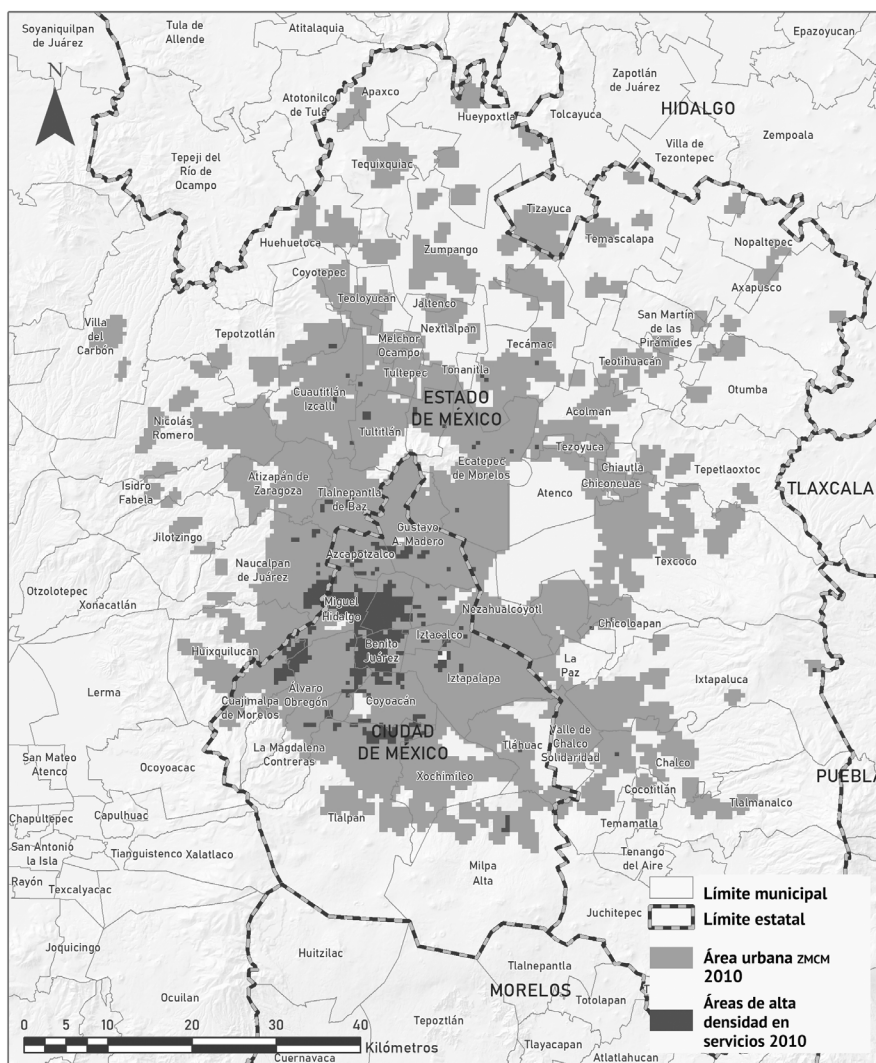 Soyaniquilpan
de Juárez
Tula de
Allende
Atitalaquia
Epazoyucan
N
Atotonilco
de Tula
Apaxco
Hueypoxtla
Tolcayuca
Zapotlán
de Juárez
HIDALGO
Villa de
Tezontepec
Zempoala
Tepeji del
Río de
Ocampo
Tequixquiac
Tizayuca
Huehuetoca
Zumpango
Temascalapa
Nopaltepec
Coyotepec
Axapusco
Teoloyucan
Jaltenco
Villa
del
Carbón
Tepotzotlán
Nextlalpan
San Martín
de las
Pirámides
Melchor
Ocampo
Tecámac
Teotihuacán
Tultepec
Tonanitla
Cuautitlán
Izcalli
ESTADO
DE MÉXICO
Otumba
Nicolás
Romero
Acolman
Tultitlán
Tezoyuca
Ecatepec
de Morelos
Chiautla
Tepetlaoxtoc
Isidro
Fabela
Atizapán de
Zaragoza
Chiconcuac
TLAXCALA
Tlalnepantla
de Baz
Atenco
Jilotzingo
Gustavo
A. Madero
Azcapotzalco
Naucalpan
de Juárez
Texcoco
Otzolotepec
Xonacatlán
Miguel
Hidalgo
Nezahualcóyotl
Chicoloapan
Iztacalco
Huixquilucan
Benito
Juárez
La
Paz
Iztapalapa
Ixtapaluca
Lerma
Álvaro
Obregón
Cuajimalpa
de Morelos
Coyoacán
CIUDAD
DE MÉXICO
La Magdalena
Contreras
Tláhuac
Valle de
Chalco
Solidaridad
San Mateo
Atenco
Ocoyoacac
Chalco
Xochimilco
PUEBLA
Cocotitlán
Tlalmanalco
Chapultepec
Capulhuac
Tlalpan
Temamatla
San Antonio
la Isla
Tianguistenco
Xalatlaco
Tenango
del Aire
Rayón
Texcalyacac
Milpa
Alta
Juchitepec
Joquicingo
Huitzilac
Tlalnepantla
Ocuilan
MORELOS
Totolapan
Tepoztlán
Tlayacapan
Cuernavaca
Atlatlahucan
Límite municipal
Límite estatal
Área urbana ZMCM
2010
Áreas de alta
densidad en
servicios 2010
0 5 10 20 30 40
Kilómetros